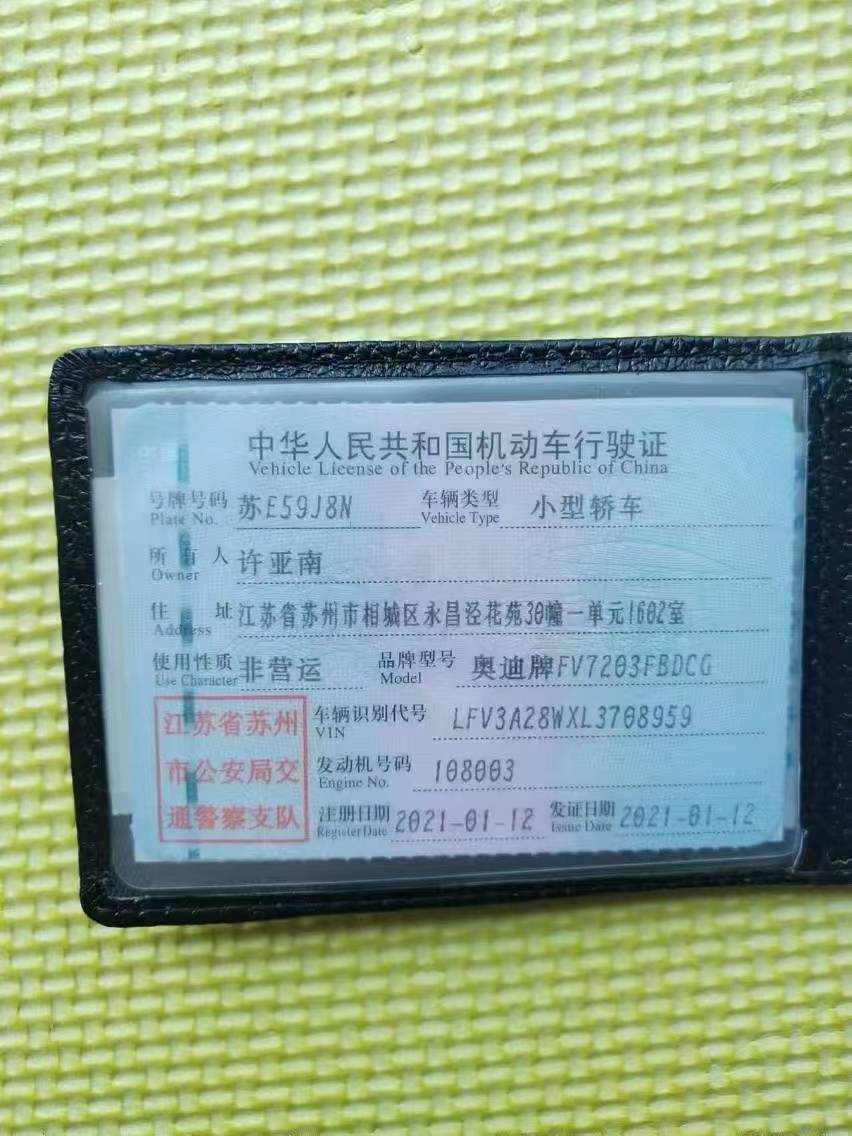 中华人民共和国机动车行驶证
Vehicle License of the People's Republic of China
号牌号码 苏E59J8N 车辆类型 小型轿车
Plate No. Vehicle Type
所有人 许亚南
Owner
住址 江苏省苏州市相城区永昌泾花苑30幢一单元1602室
Address
使用性质 非营运 品牌型号 奥迪牌FV7203FBDCG
Use Character Model
江苏省苏州
市公安局交
通警察支队
车辆识别代号 LFV3A28WXL3708959
VIN
发动机号码 108003
Engine No.
注册日期 2021-01-12 发证日期 2021-01-12
Register Date Issue Date